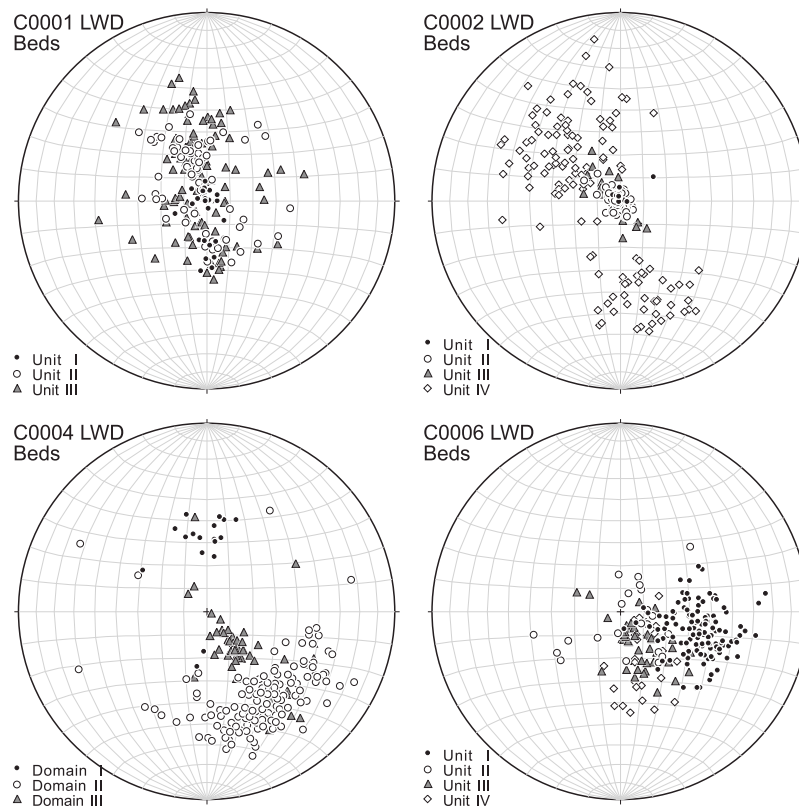 C0001 LWD
Beds
Unit I
Unit II
Unit III
C0002 LWD
Beds
Unit I
Unit II
Unit III
Unit IV
C0004 LWD
Beds
Domain I
Domain II
Domain III
C0006 LWD
Beds
Unit I
Unit II
Unit III
Unit IV